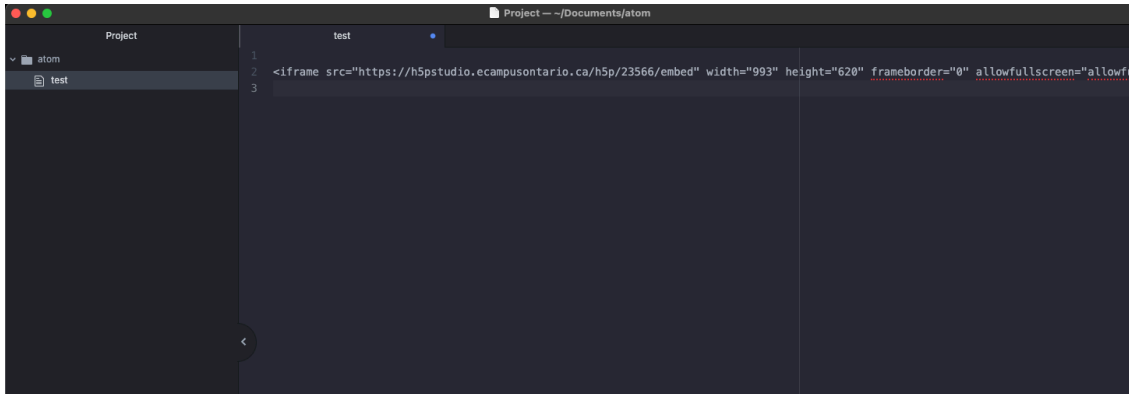 Project — ~/Documents/atom
Project
test
atom
test
1
2 <iframe src="https://h5pstudio.ecampusontario.ca/h5p/23566/embed" width="993" height="620" frameborder="0" allowfullscreen="allowf
3